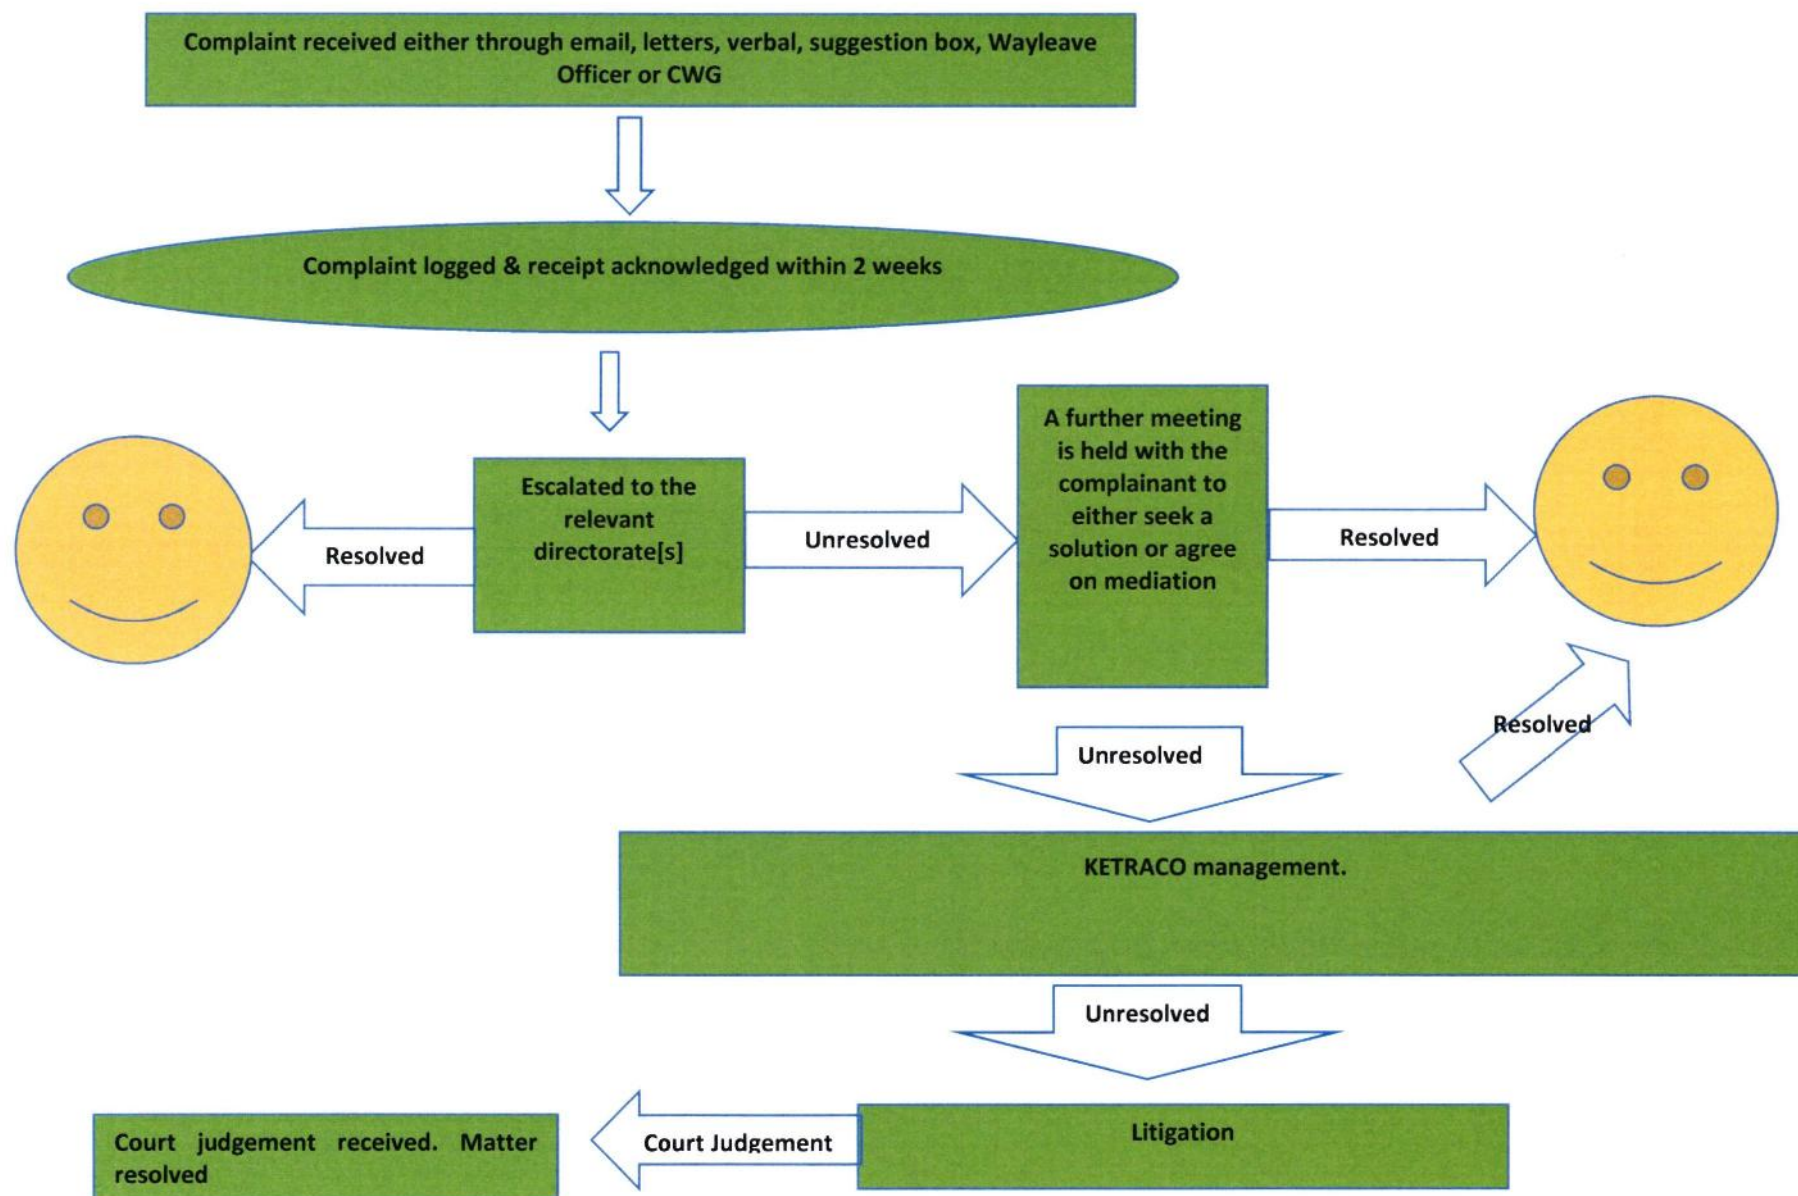 Complaint received either through email, letters, verbal, suggestion box, Wayleave
Officer or CWG
Complaint logged & receipt acknowledged within 2 weeks
Escalated to the
relevant
directorate[s]
Resolved
Unresolved
A further meeting
is held with the
complainant to
either seek a
solution or agree
on mediation
Resolved
Resolved
Unresolved
KETRACO management.
Unresolved
Litigation
Court Judgement
Court judgement received. Matter
resolved